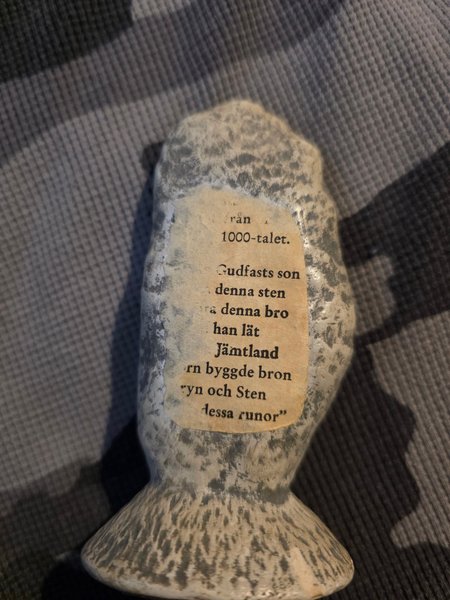 rån
1000-talet.
Gudfasts son
denna sten
denna bro
han lät
Jämtland
rn byggde bron
ryn och Sten
dessa runor”